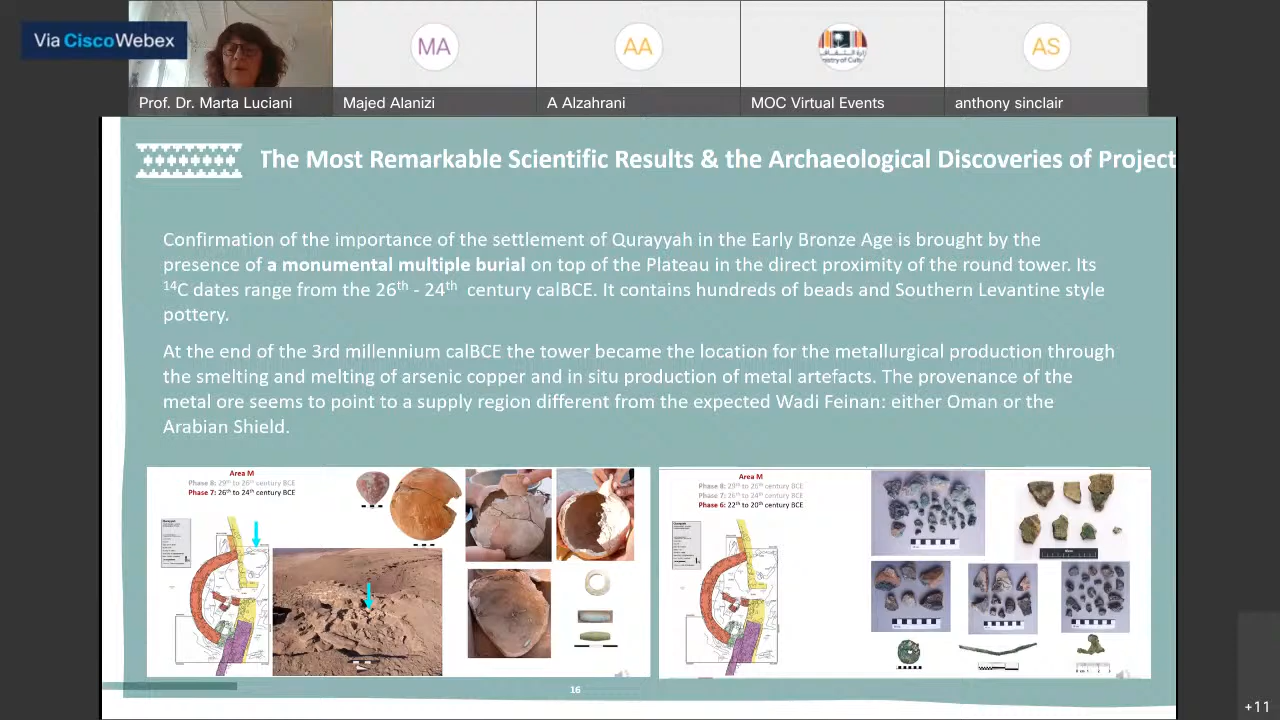 Via Cisco Webex
MA
AA
AS
Prof. Dr. Marta Luciani
Majed Alanizi
A Alzahrani
MOC Virtual Events
anthony sinclair
The Most Remarkable Scientific Results & the Archaeological Discoveries of Project
Confirmation of the importance of the settlement of Qurayyah in the Early Bronze Age is brought by the
presence of a monumental multiple burial on top of the Plateau in the direct proximity of the round tower. Its
14C dates range from the 26th - 24th century calBCE. It contains hundreds of beads and Southern Levantine style
pottery.
At the end of the 3rd millennium calBCE the tower became the location for the metallurgical production through
the smelting and melting of arsenic copper and in situ production of metal artefacts. The provenance of the
metal ore seems to point to a supply region different from the expected Wadi Feinan: either Oman or the
Arabian Shield.
Area M
Phase 8: 29th to 26th century BCE
Phase 7: 26th to 24th century BCE
Area M
Phase 8: 29th to 26th century BCE
Phase 7: 26th to 24th century BCE
Phase 6: 22th to 20th century BCE
16
+11